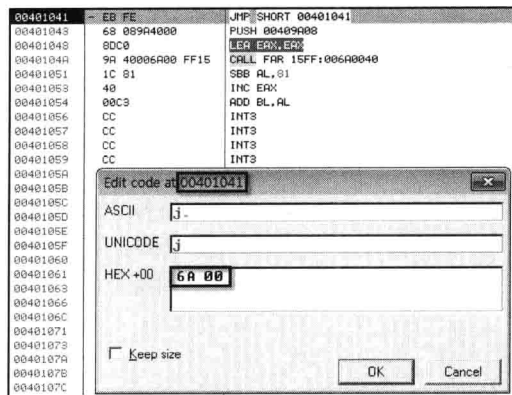 00401041 - EB FE JMP SHORT 00401041
00401043 68 089A4000 PUSH 00409A08
00401048 8DC0 LEA EAX,EAX
0040104A 9A 40006A00 FF15 CALL FAR 15FF:006A0040
00401051 1C 81 SBB AL,81
00401053 40 INC EAX
00401054 00C3 ADD BL,AL
00401056 CC INT3
00401057 CC INT3
00401058 CC INT3
00401059 CC INT3
0040105A
0040105B
0040105C
0040105D
0040105E
0040105F
00401060
00401061
00401063
00401066
0040106C
00401071
00401073
0040107A
0040107B
0040107C
Edit code at 00401041
ASCII j.
UNICODE j
HEX +00 6A 00
Keep size
OK Cancel